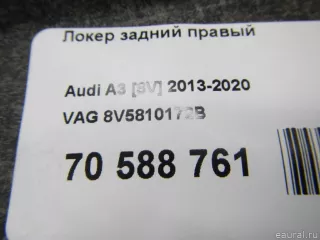 Локер задний правый
Audi A3 [8V] 2013-2020
VAG 8V5810172B
70 588 761
eaural.ru